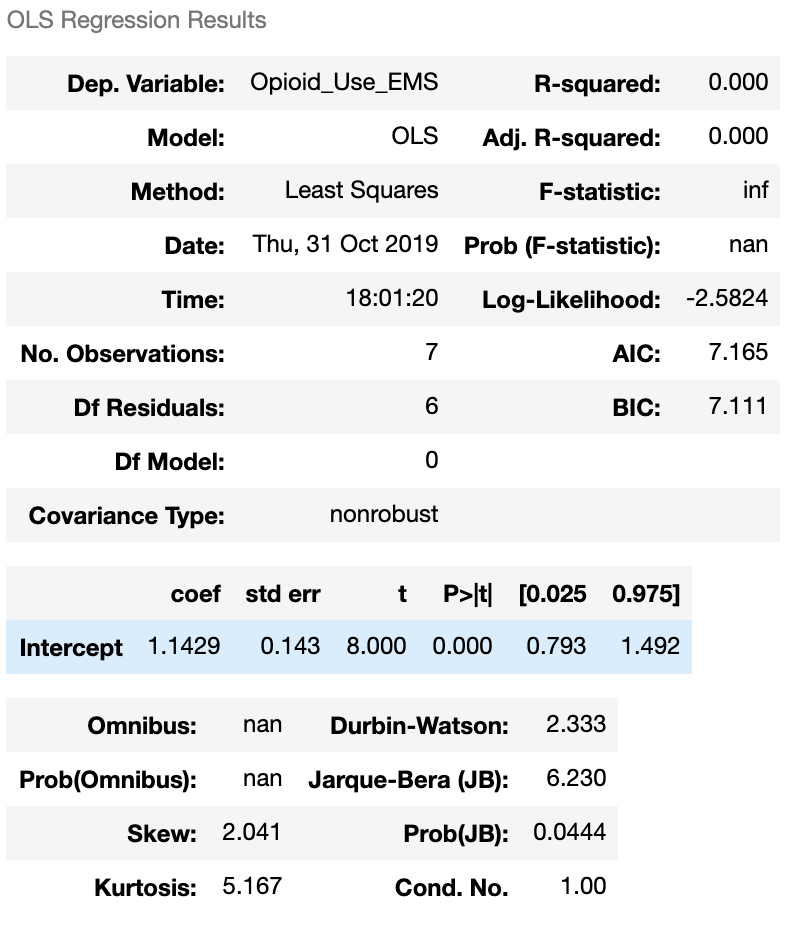 OLS Regression Results
Dep. Variable: Opioid_Use_EMS R-squared: 0.000
Model: OLS Adj. R-squared: 0.000
Method: Least Squares F-statistic: inf
Date: Thu, 31 Oct 2019 Prob (F-statistic): nan
Time: 18:01:20 Log-Likelihood: -2.5824
No. Observations: 7 AIC: 7.165
Df Residuals: 6 BIC: 7.111
Df Model: 0
Covariance Type: nonrobust
coef std err t P>|t| [0.025 0.975]
Intercept 1.1429 0.143 8.000 0.000 0.793 1.492
Omnibus: nan Durbin-Watson: 2.333
Prob(Omnibus): nan Jarque-Bera (JB): 6.230
Skew: 2.041 Prob(JB): 0.0444
Kurtosis: 5.167 Cond. No. 1.00